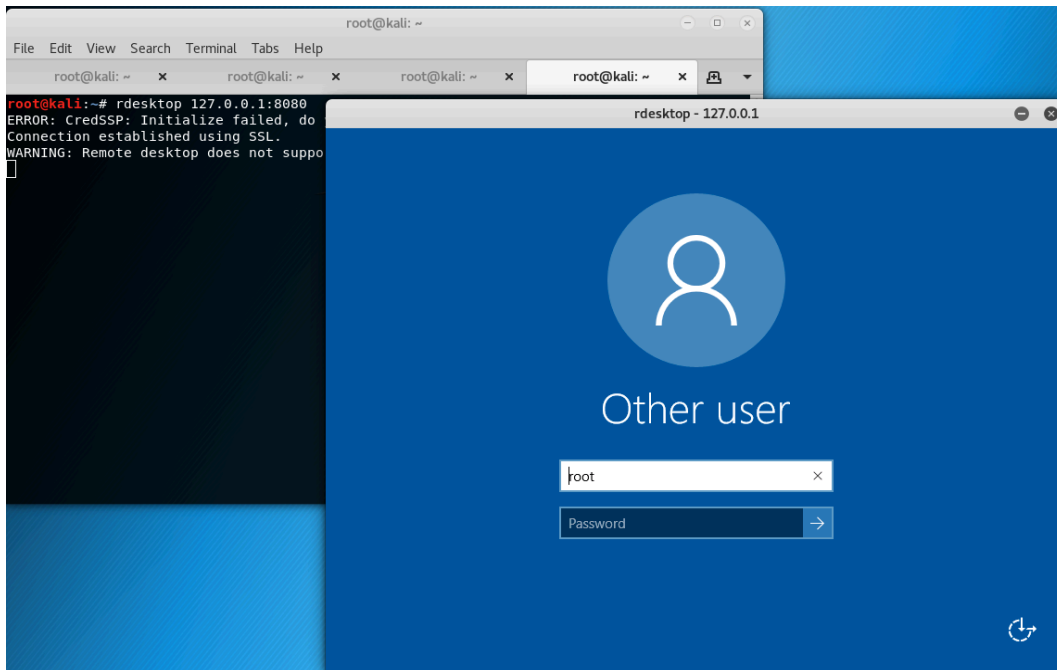 root@kali: ~
File Edit View Search Terminal Tabs Help
root@kali: ~ root@kali: ~ root@kali: ~ root@kali: ~
root@kali:~# rdesktop 127.0.0.1:8080
ERROR: CredSSP: Initialize failed, do
Connection established using SSL.
WARNING: Remote desktop does not suppo
rdesktop - 127.0.0.1
Other user
root
Password